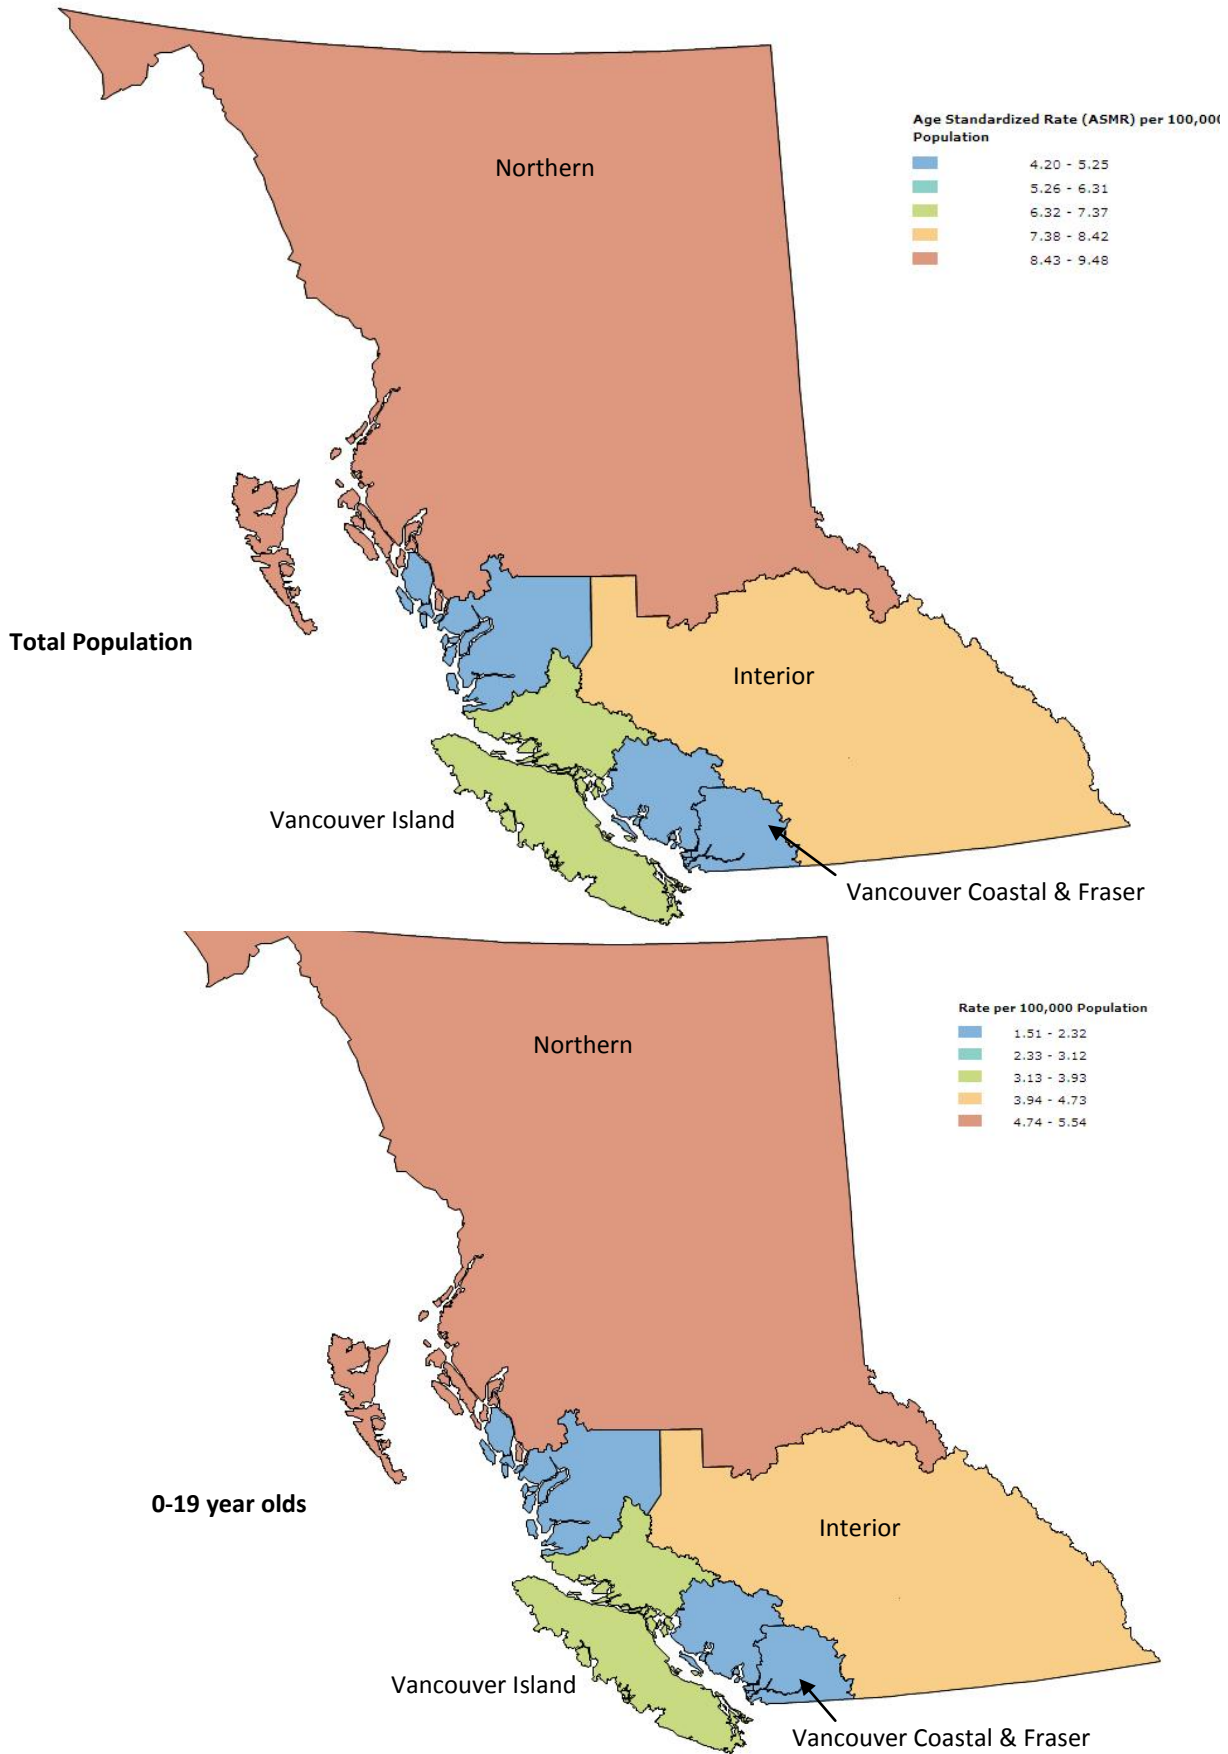 Age Standardized Rate (ASMR) per 100,000
Population
4.20 - 5.25
5.26 - 6.31
6.32 - 7.37
7.38 - 8.42
8.43 - 9.48
Northern
Total Population
Interior
Vancouver Island
Vancouver Coastal & Fraser
Rate per 100,000 Population
1.51 - 2.32
2.33 - 3.12
3.13 - 3.93
3.94 - 4.73
4.74 - 5.54
Northern
0-19 year olds
Interior
Vancouver Island
Vancouver Coastal & Fraser